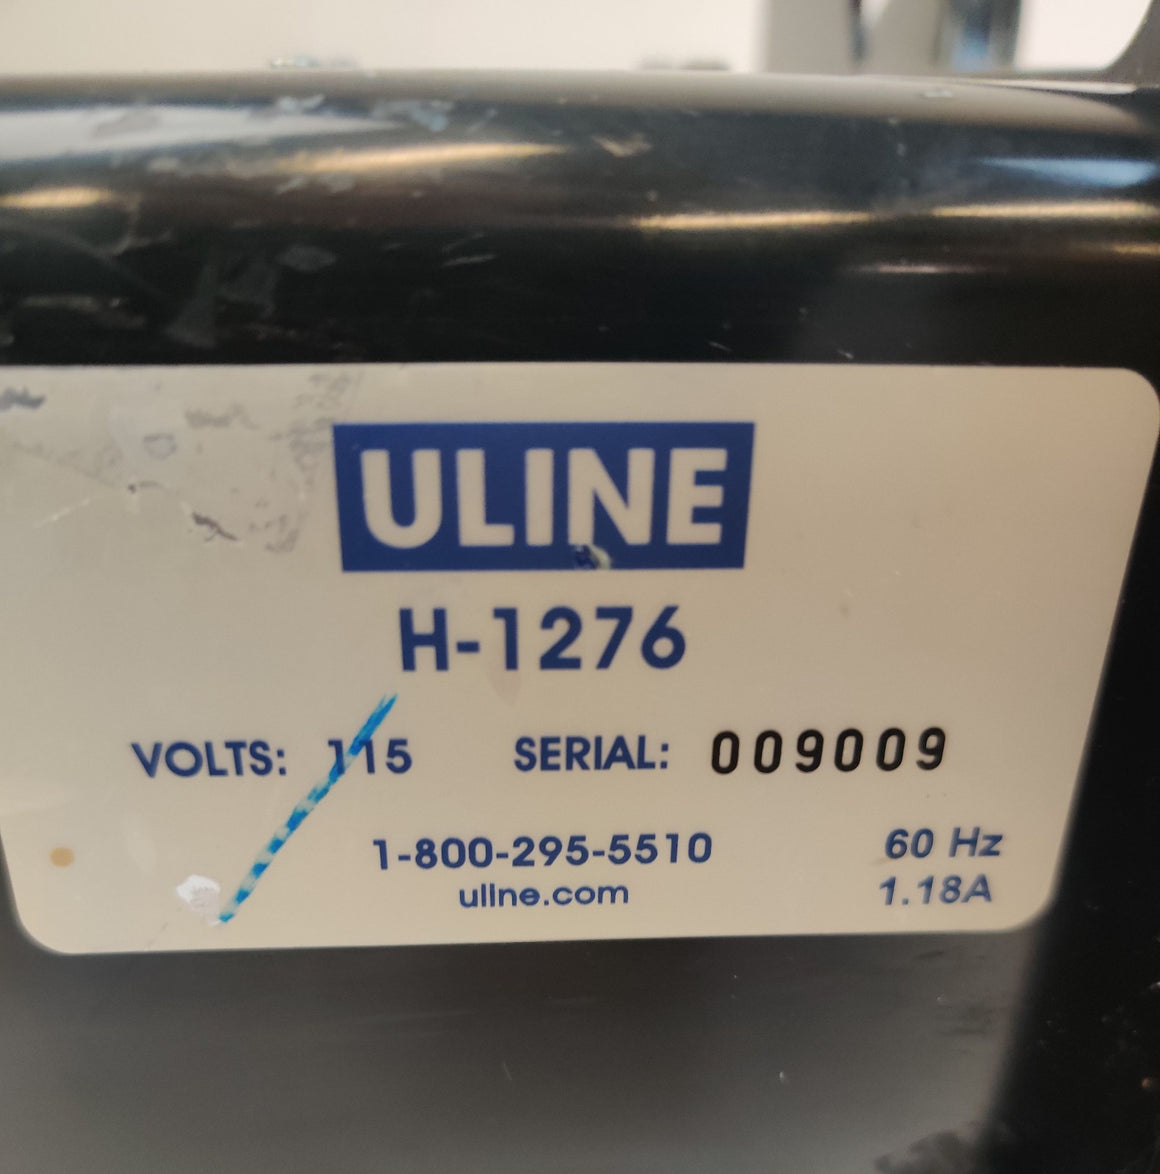 ULINE
H-1276
VOLTS: 115 SERIAL: 009009
1-800-295-5510 60 Hz
uline.com 1.18A